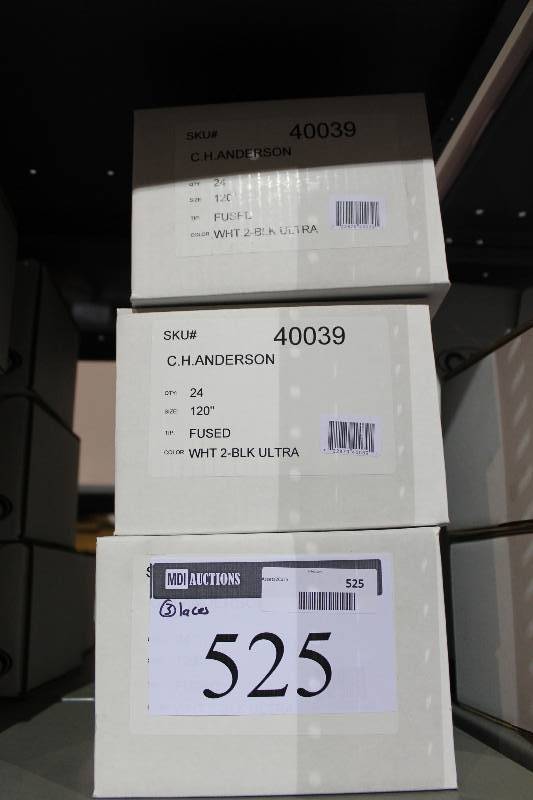 SKU# 40039
C.H.ANDERSON
QTY: 24
SIZE: 120"
TIP: FUSED
COLOR: WHT 2-BLK ULTRA
SKU# 40039
C.H.ANDERSON
QTY: 24
SIZE: 120"
TIP: FUSED
COLOR: WHT 2-BLK ULTRA
MDI AUCTIONS
525
③ laces
525